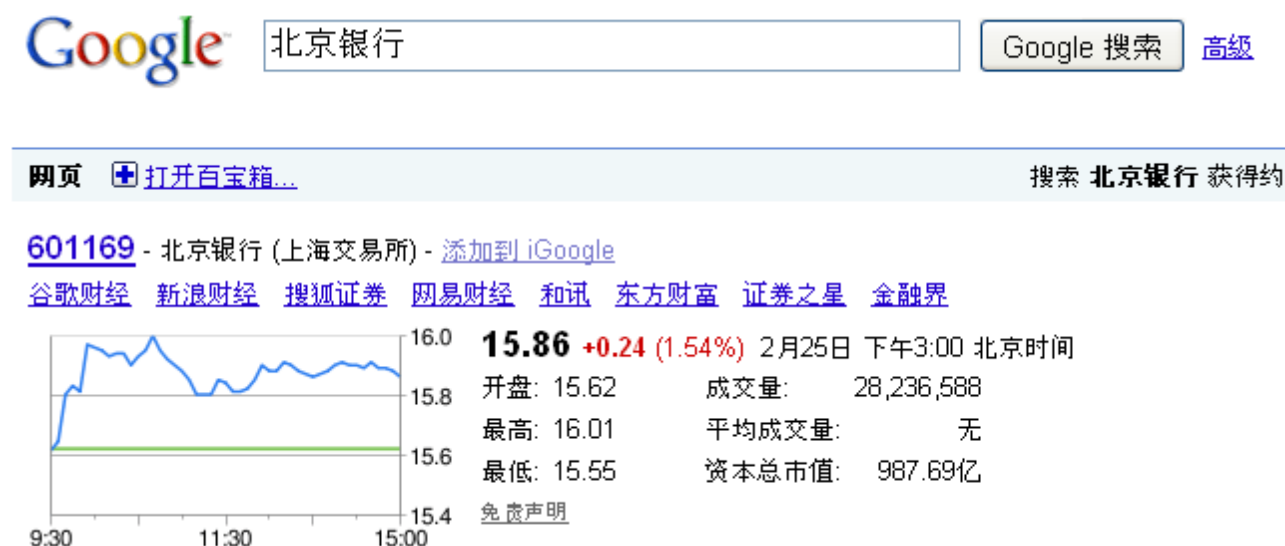 Google™ 北京银行 Google 搜索 高级
网页 打开百宝箱... 搜索 北京银行 获得约
601169 - 北京银行 (上海交易所) - 添加到 iGoogle
谷歌财经 新浪财经 搜狐证券 网易财经 和讯 东方财富 证券之星 金融界
16.0
15.8
15.6
15.4
9:30 11:30 15:00
15.86 +0.24 (1.54%) 2月25日 下午3:00 北京时间
开盘: 15.62 成交量: 28,236,588
最高: 16.01 平均成交量: 无
最低: 15.55 资本总市值: 987.69亿
免责声明